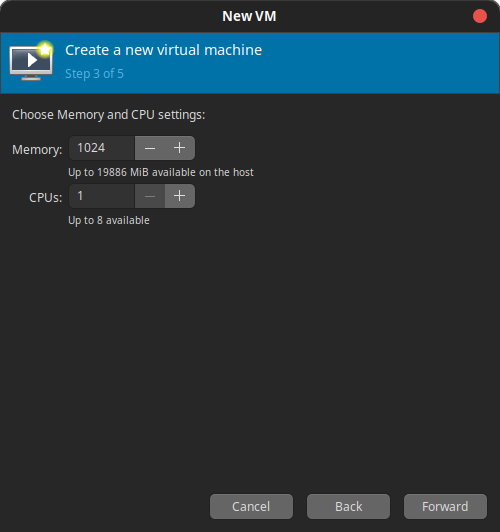 New VM
Create a new virtual machine
Step 3 of 5
Choose Memory and CPU settings:
Memory: 1024
Up to 19886 MiB available on the host
CPUs: 1
Up to 8 available
Cancel Back Forward